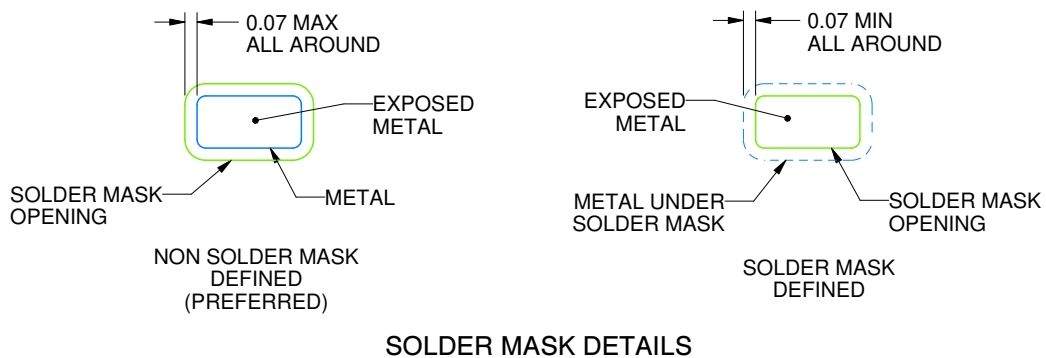 0.07 MAX
ALL AROUND
EXPOSED
METAL
SOLDER MASK
OPENING
METAL
NON SOLDER MASK
DEFINED
(PREFERRED)
0.07 MIN
ALL AROUND
EXPOSED
METAL
METAL UNDER
SOLDER MASK
SOLDER MASK
OPENING
SOLDER MASK
DEFINED
SOLDER MASK DETAILS